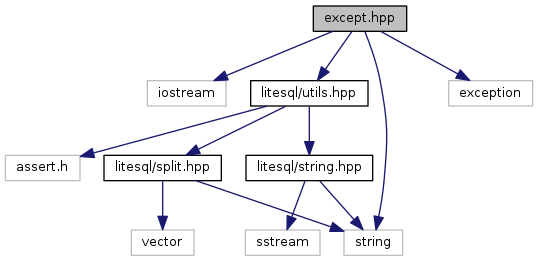 except.hpp
iostream
litesql/utils.hpp
exception
assert.h
litesql/split.hpp
litesql/string.hpp
vector
sstream
string